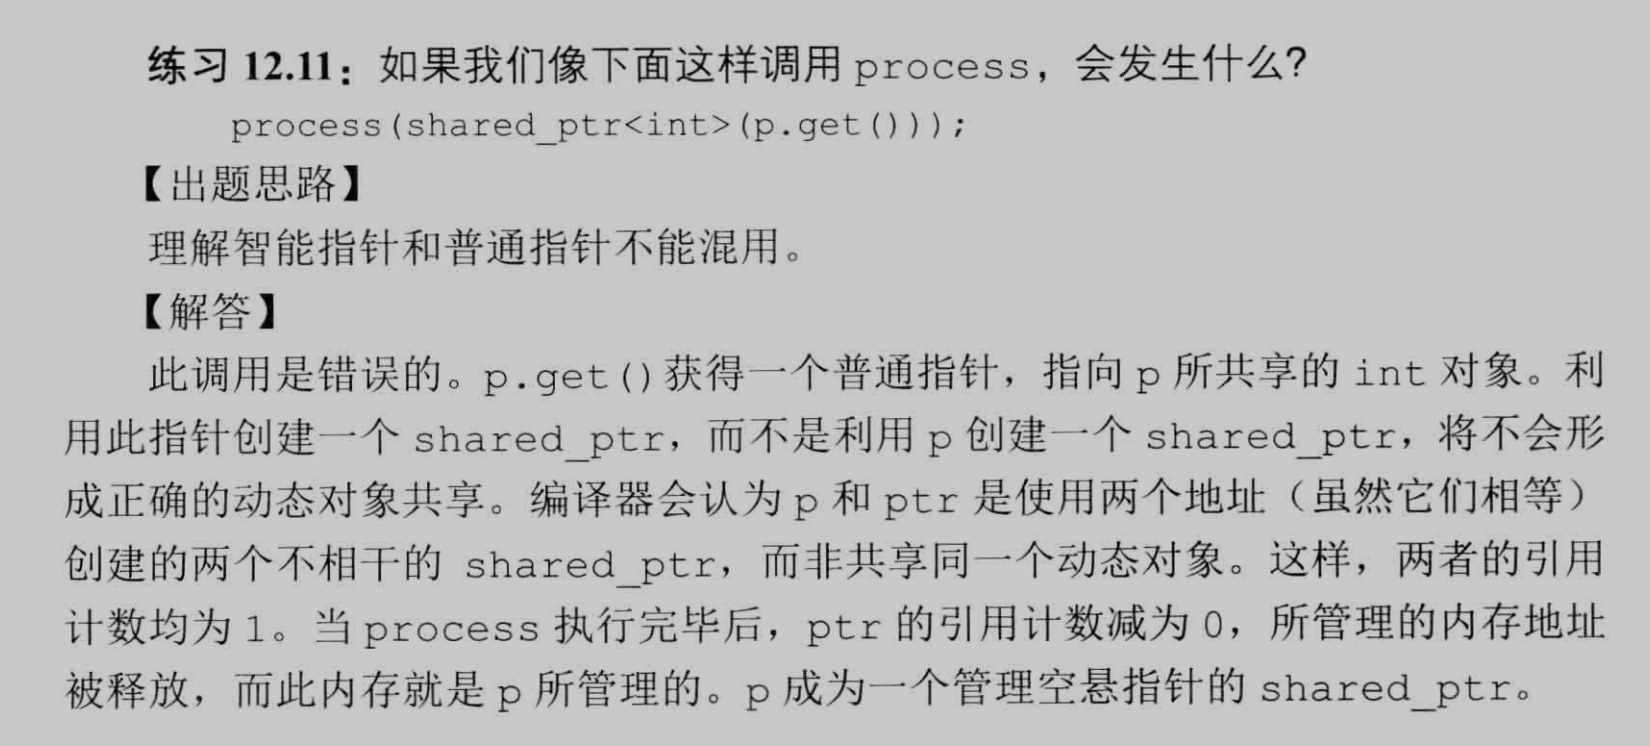 练习 12.11：如果我们像下面这样调用 process，会发生什么？
process(shared_ptr<int>(p.get()));
【出题思路】
理解智能指针和普通指针不能混用。
【解答】
此调用是错误的。p.get()获得一个普通指针，指向 p 所共享的 int 对象。利
用此指针创建一个 shared_ptr，而不是利用 p 创建一个 shared_ptr，将不会形
成正确的动态对象共享。编译器会认为 p 和 ptr 是使用两个地址（虽然它们相等）
创建的两个不相干的 shared_ptr，而非共享同一个动态对象。这样，两者的引用
计数均为 1。当 process 执行完毕后，ptr 的引用计数减为 0，所管理的内存地址
被释放，而此内存就是 p 所管理的。p 成为一个管理空悬指针的 shared_ptr。